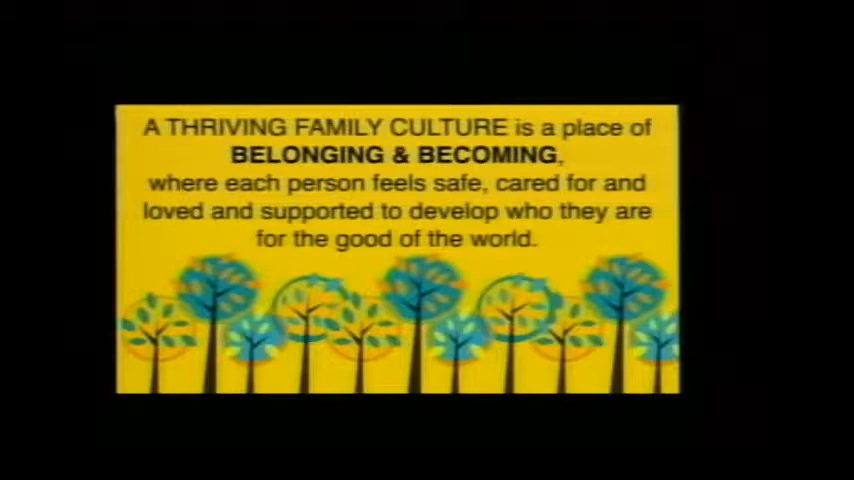 A THRIVING FAMILY CULTURE is a place of
BELONGING & BECOMING,
where each person feels safe, cared for and
loved and supported to develop who they are
for the good of the world.